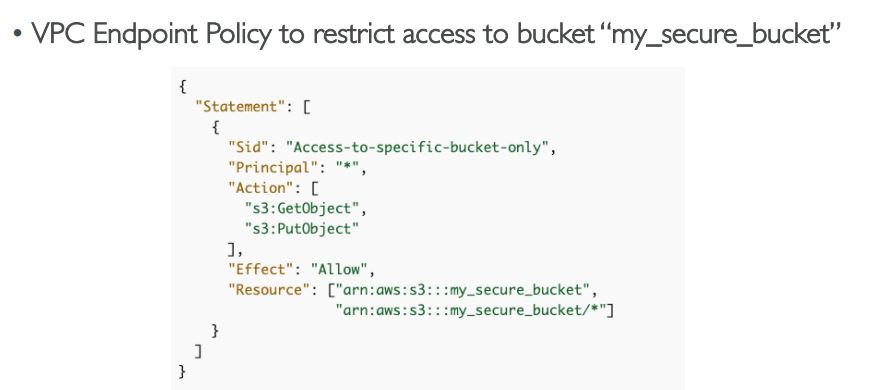 • VPC Endpoint Policy to restrict access to bucket “my_secure_bucket”
{
  "Statement": [
    {
      "Sid": "Access-to-specific-bucket-only",
      "Principal": "*",
      "Action": [
        "s3:GetObject",
        "s3:PutObject"
      ],
      "Effect": "Allow",
      "Resource": ["arn:aws:s3:::my_secure_bucket",
                   "arn:aws:s3:::my_secure_bucket/*"]
    }
  ]
}